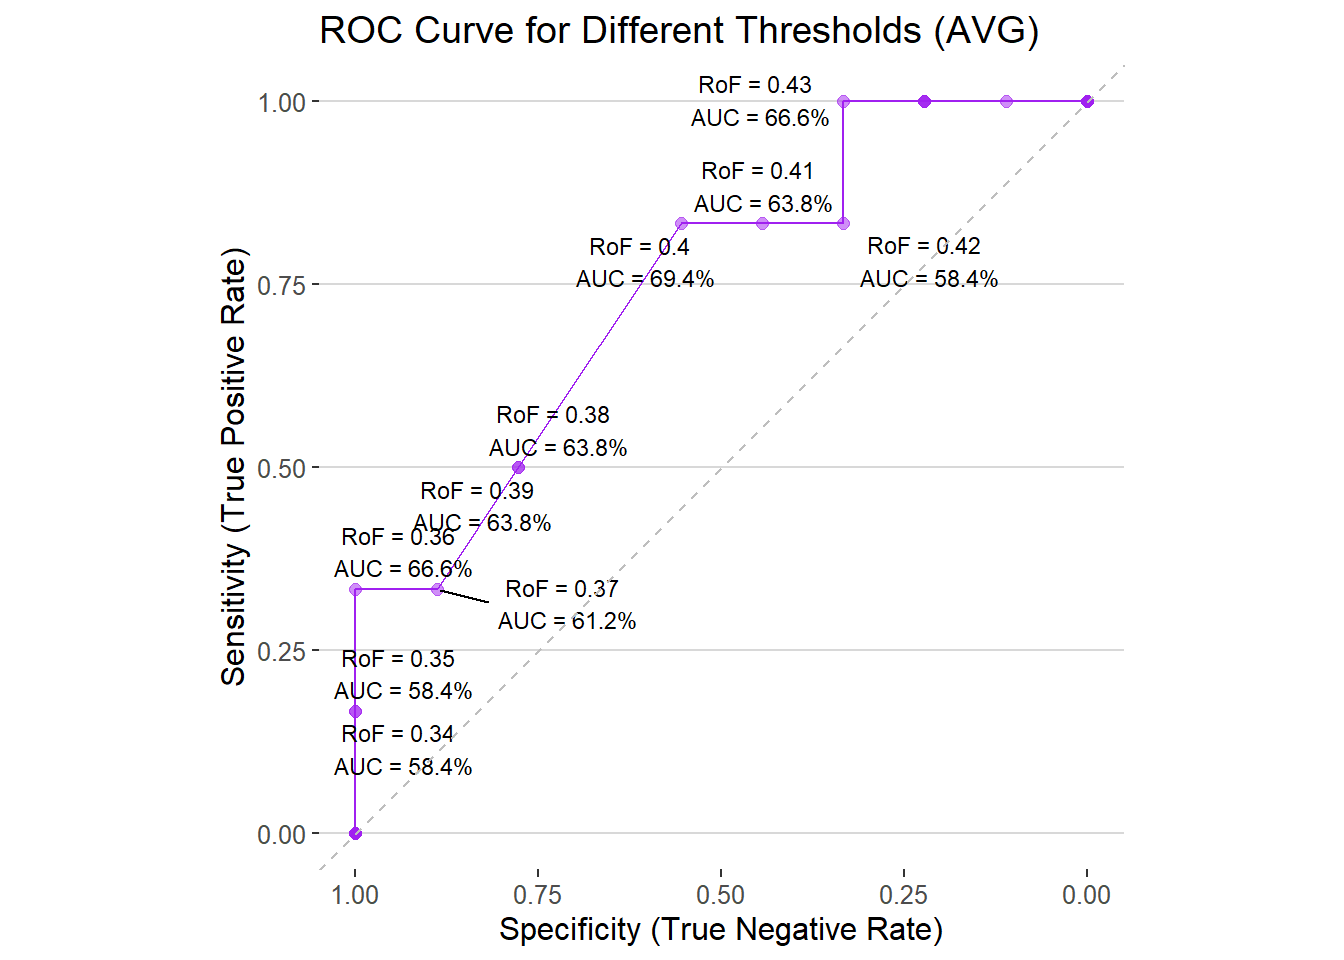 ROC Curve for Different Thresholds (AVG)
RoF = 0.43
AUC = 66.6%
1.00
RoF = 0.41
AUC = 63.8%
RoF = 0.4
AUC = 69.4%
RoF = 0.42
AUC = 58.4%
0.75
RoF = 0.38
AUC = 63.8%
0.50
RoF = 0.39
AUC = 63.8%
RoF = 0.36
AUC = 66.6%
RoF = 0.37
AUC = 61.2%
0.25
RoF = 0.35
AUC = 58.4%
RoF = 0.34
AUC = 58.4%
0.00
Sensitivity (True Positive Rate)
1.00 0.75 0.50 0.25 0.00
Specificity (True Negative Rate)